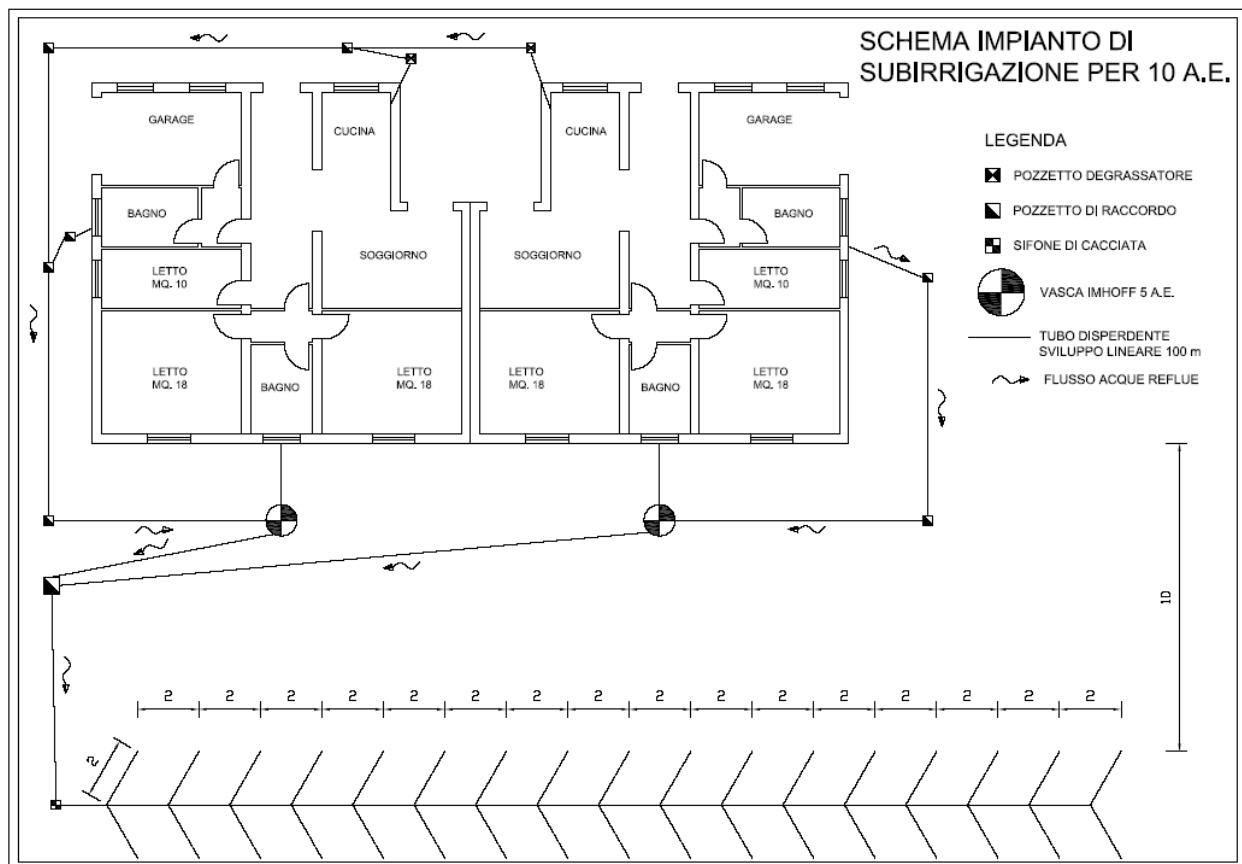 SCHEMA IMPIANTO DI
SUBIRRIGAZIONE PER 10 A.E.
LEGENDA
POZZETTO DEGRASSATORE
POZZETTO DI RACCORDO
SIFONE DI CACCIATA
VASCA IMHOFF 5 A.E.
TUBO DISPERDENTE
SVILUPPO LINEARE 100 m
FLUSSO ACQUE REFLUE
GARAGE
CUCINA
CUCINA
GARAGE
BAGNO
BAGNO
SOGGIORNO
SOGGIORNO
LETTO
MQ. 10
LETTO
MQ. 10
LETTO
MQ. 18
BAGNO
LETTO
MQ. 18
LETTO
MQ. 18
BAGNO
LETTO
MQ. 18
10
2 2 2 2 2 2 2 2 2 2 2 2 2 2 2 2
2